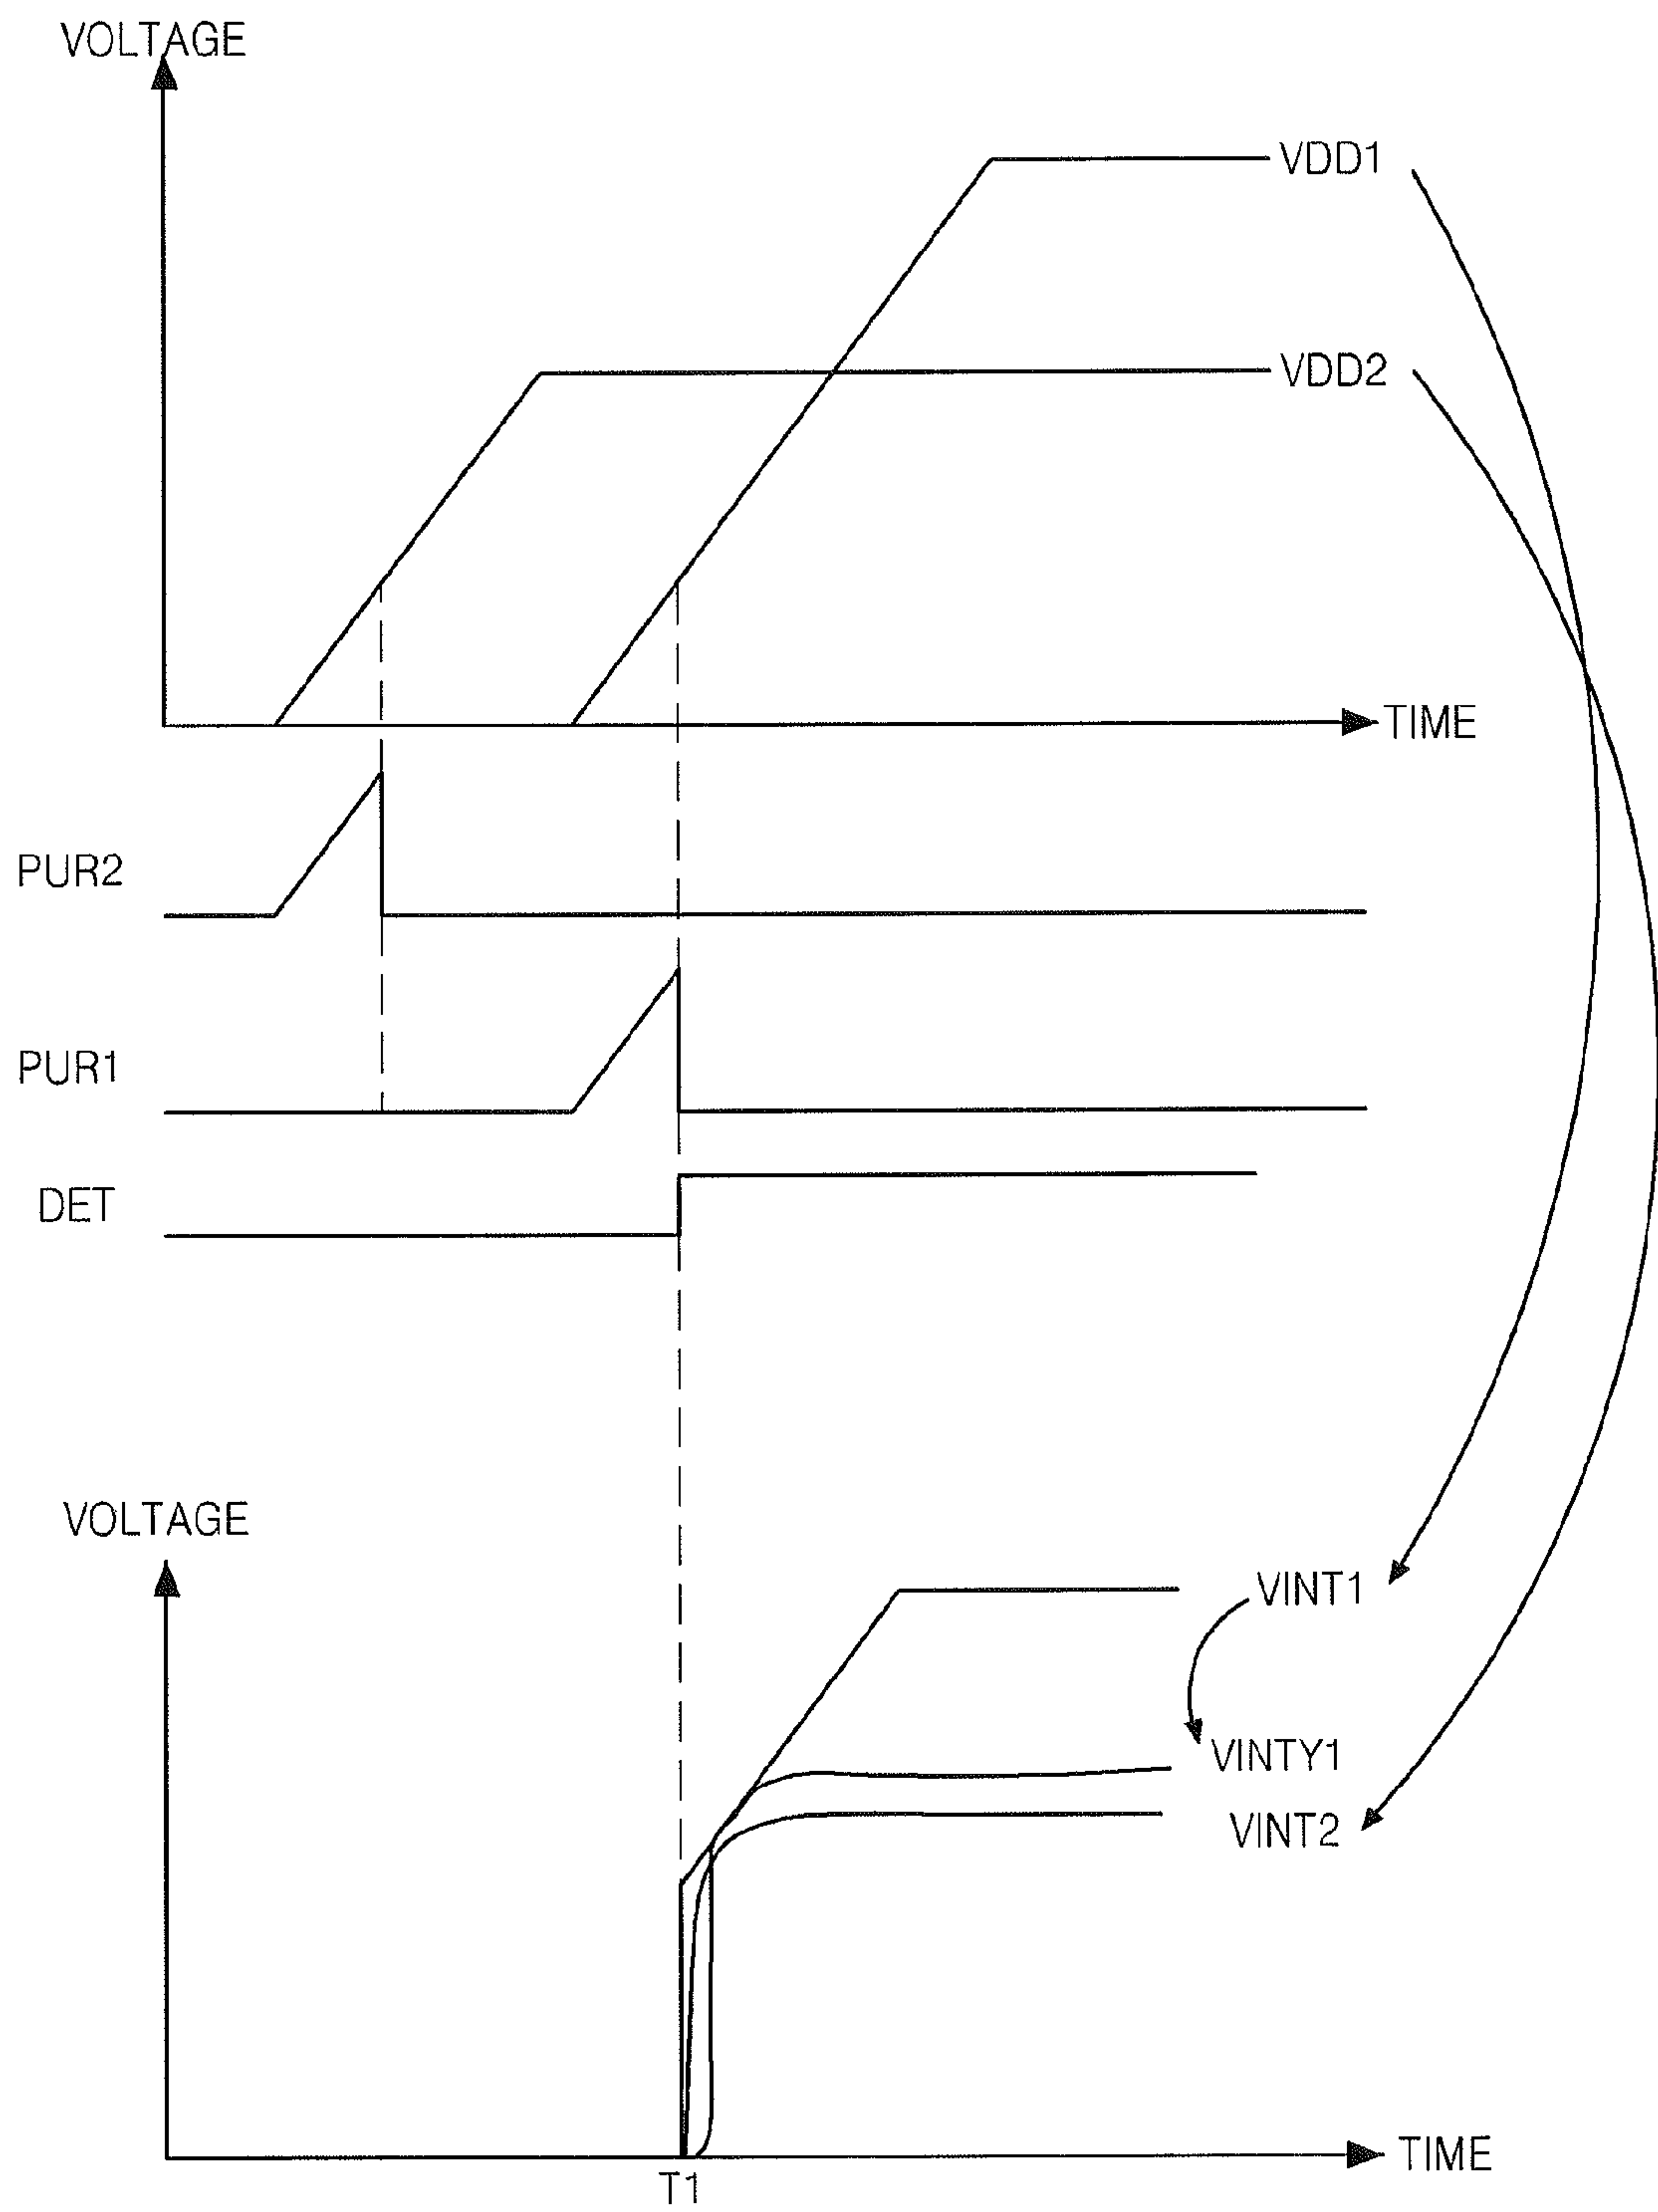 VOLTAGE
VDD1
VDD2
TIME
PUR2
PUR1
DET
VOLTAGE
VINT1
VINTY1
VINT2
TIME
T1